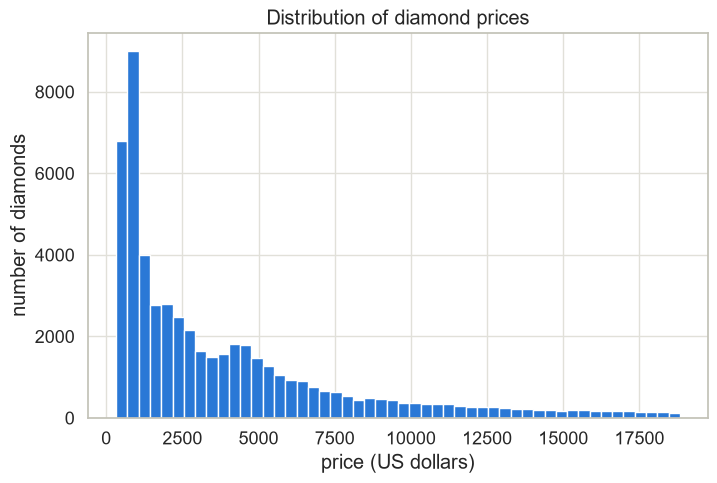 Distribution of diamond prices
number of diamonds
8000
6000
4000
2000
0
0 2500 5000 7500 10000 12500 15000 17500
price (US dollars)